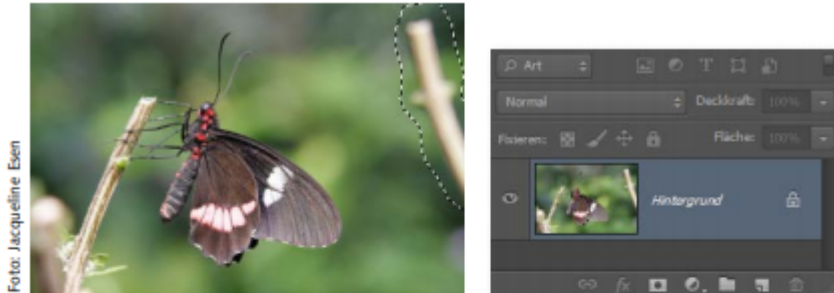 Foto: Jacqueline Esen
Art
Normal
Deckkraft: 100%
Fixieren:
Fläche: 100%
Hintergrund